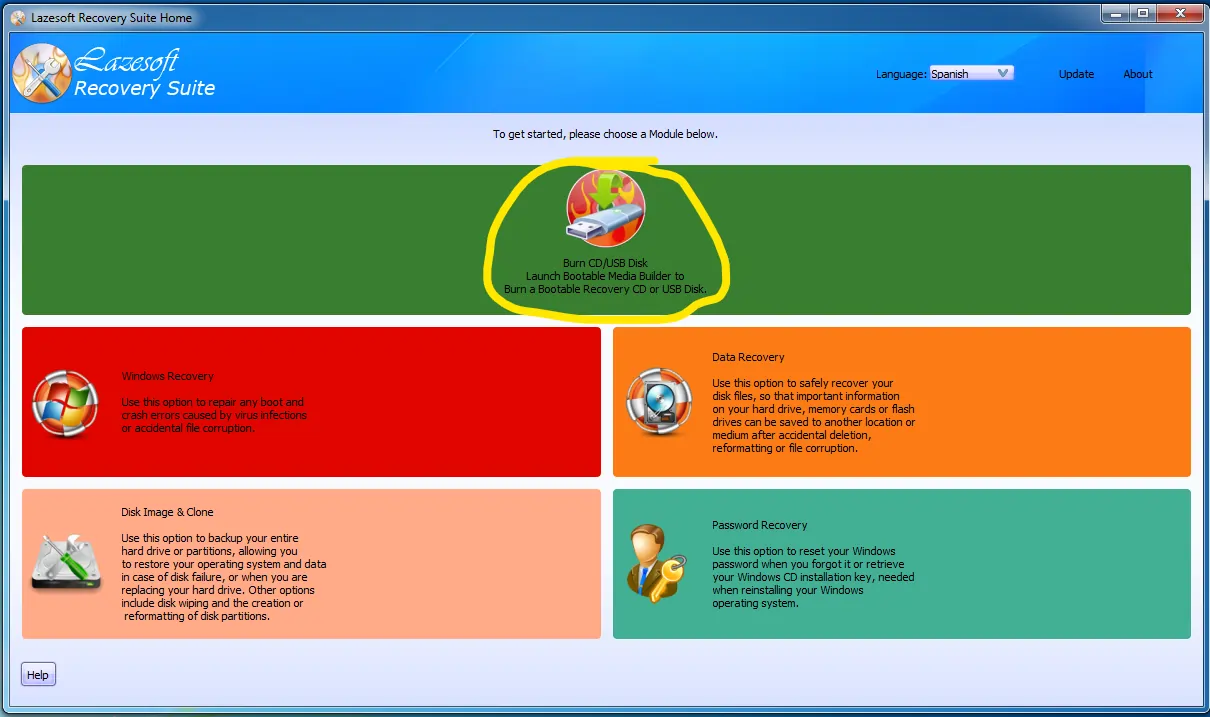 Lazesoft Recovery Suite Home
Lazesoft
Recovery Suite
Language: Spanish
Update
About
To get started, please choose a Module below.
Burn CD/USB Disk
Launch Bootable Media Builder to
Burn a Bootable Recovery CD or USB Disk.
Windows Recovery
Use this option to repair any boot and
crash errors caused by virus infections
or accidental file corruption.
Data Recovery
Use this option to safely recover your
disk files, so that important information
on your hard drive, memory cards or flash
drives can be saved to another location or
medium after accidental deletion,
reformatting or file corruption.
Disk Image & Clone
Use this option to backup your entire
hard drive or partitions, allowing you
to restore your operating system and data
in case of disk failure, or when you are
replacing your hard drive. Other options
include disk wiping and the creation or
reformatting of disk partitions.
Password Recovery
Use this option to reset your Windows
password when you forgot it or retrieve
your Windows CD installation key, needed
when reinstalling your Windows
operating system.
Help